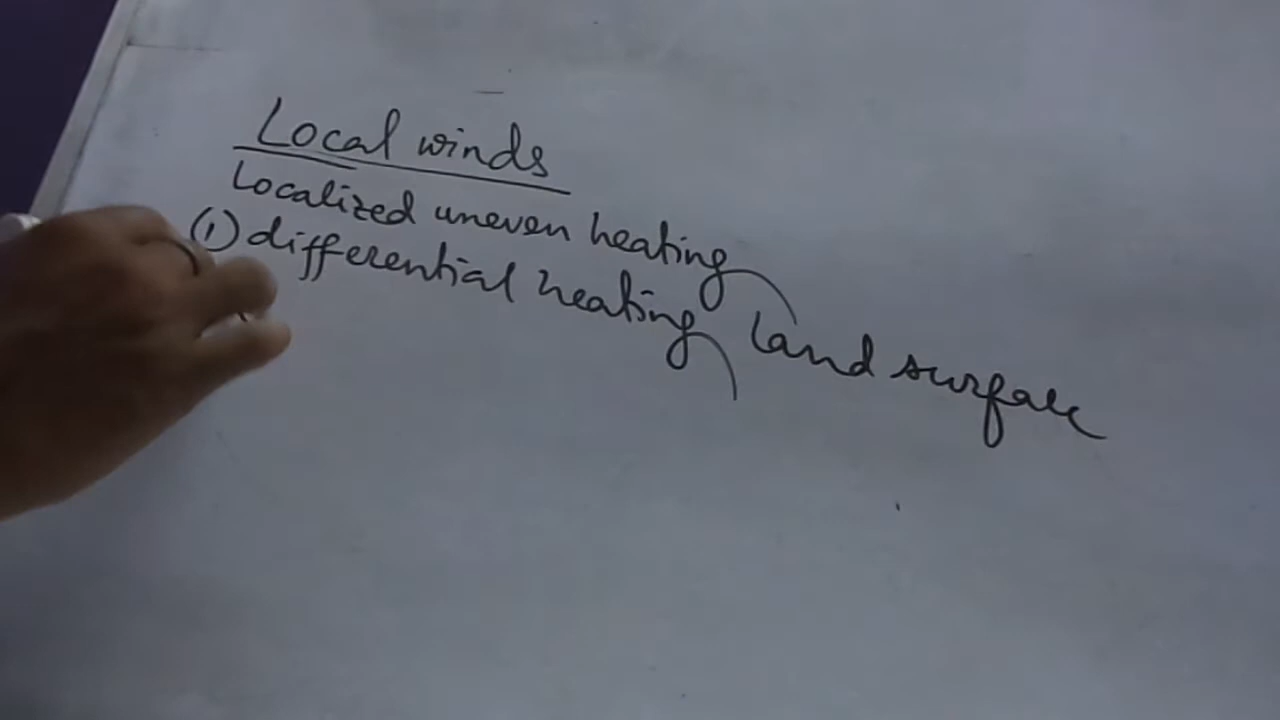 Local winds
Localized uneven heating
(1) differential heating land surface